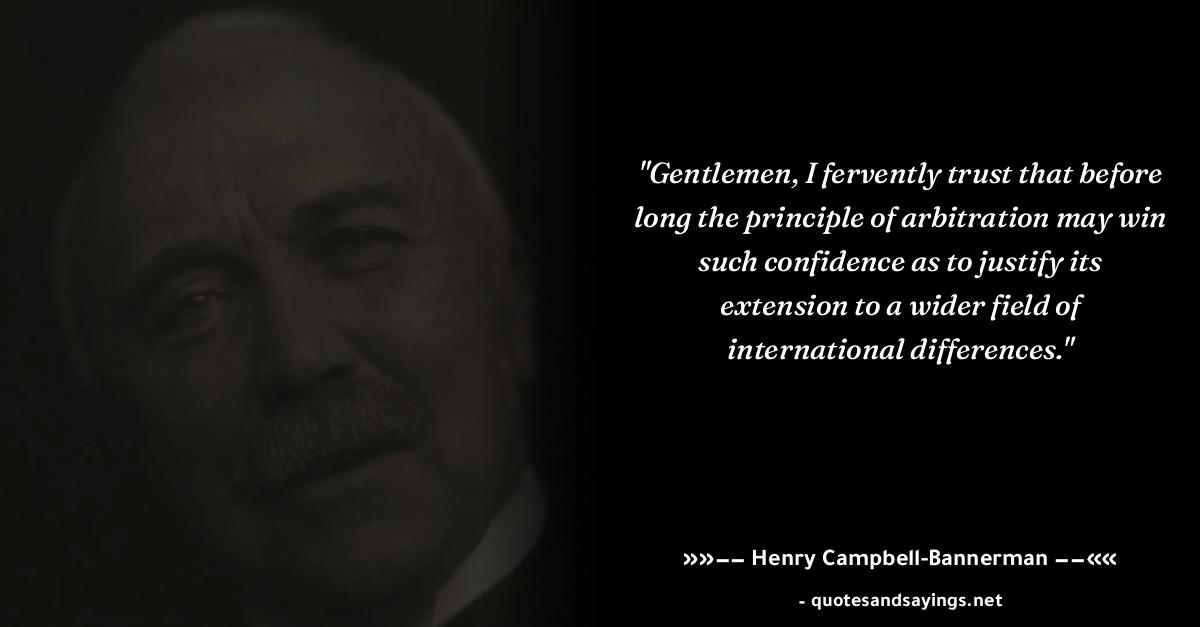 "Gentlemen, I fervently trust that before
long the principle of arbitration may win
such confidence as to justify its
extension to a wider field of
international differences."
»»−− Henry Campbell-Bannerman −−««
- quotesandsayings.net